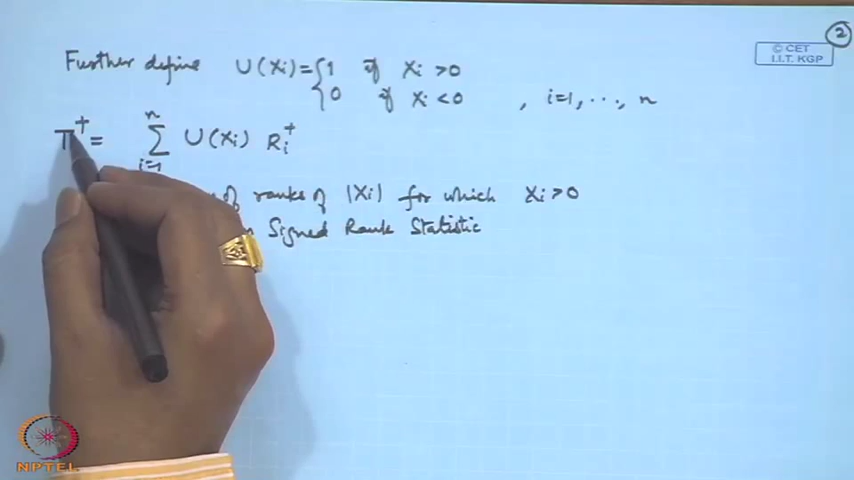 Further define U(Xi) = { 1 if Xi > 0
0 if Xi < 0 , i=1, ..., n
T⁺ = Σ U(Xi) Ri⁺
n
i=1
of ranks of |Xi| for which Xi > 0
Signed Rank Statistic
2
© CET
I.I.T. KGP
NPTEL